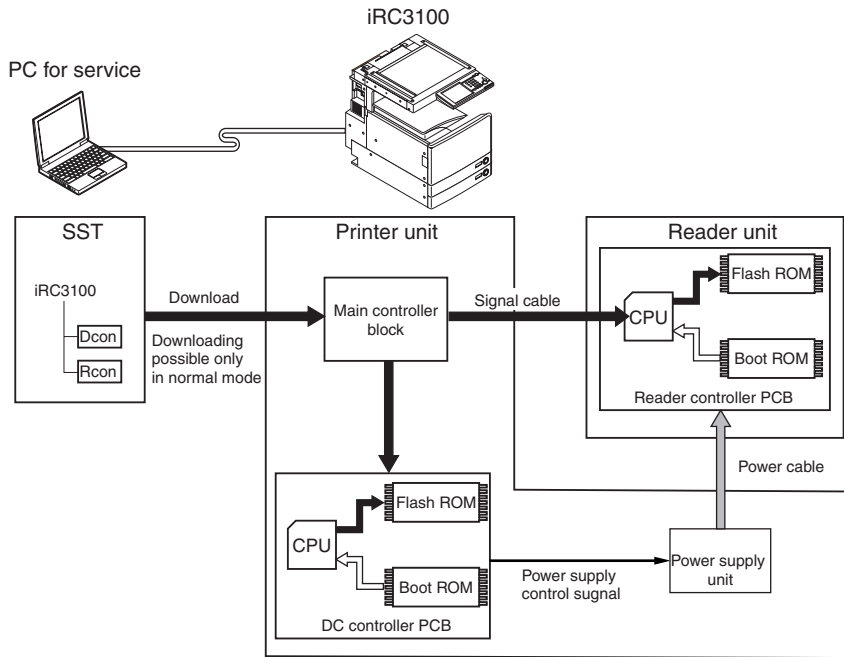 iRC3100
PC for service
SST
iRC3100
Dcon
Rcon
Download
Downloading
possible only
in normal mode
Printer unit
Main controller
block
Signal cable
Reader unit
CPU
Flash ROM
Boot ROM
Reader controller PCB
Power cable
CPU
Flash ROM
Boot ROM
DC controller PCB
Power supply
control sugnal
Power supply
unit